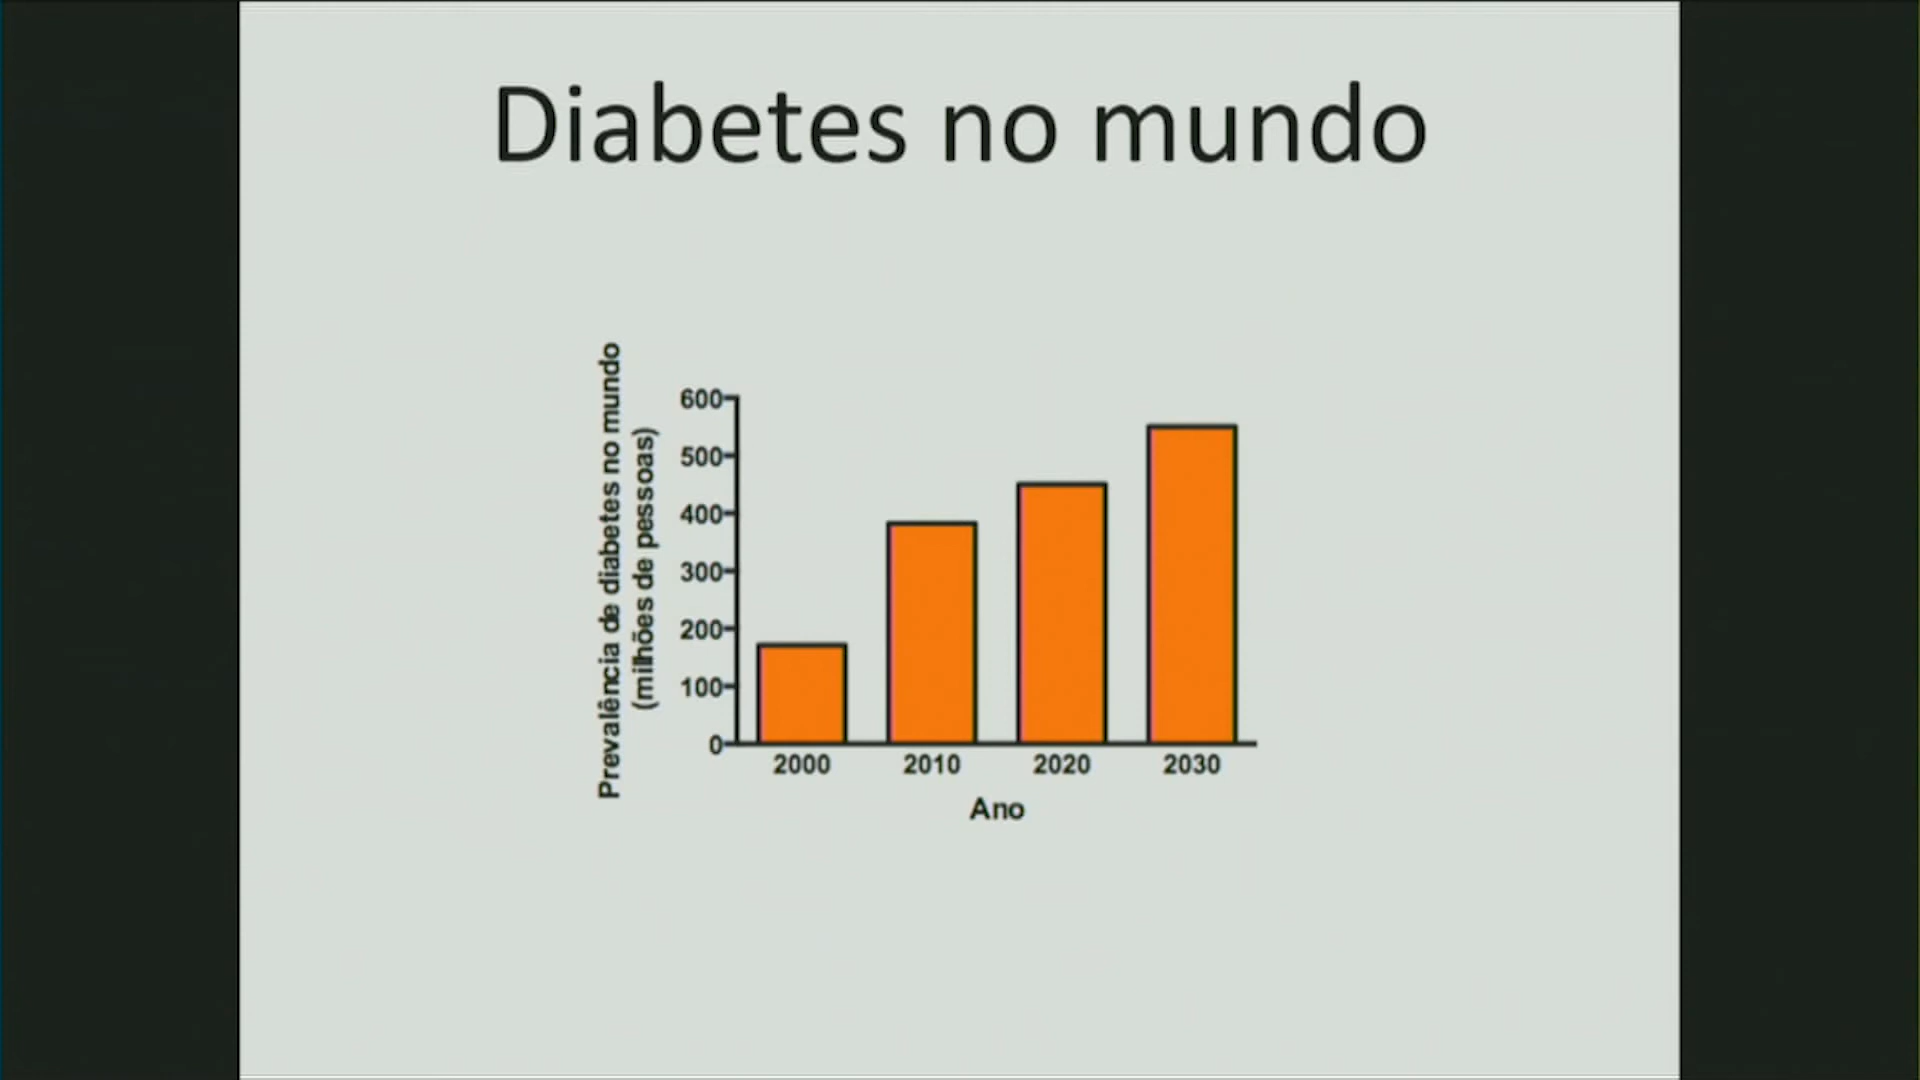 Diabetes no mundo
Prevalência de diabetes no mundo
(milhões de pessoas)
600
500
400
300
200
100
0
2000
2010
2020
2030
Ano